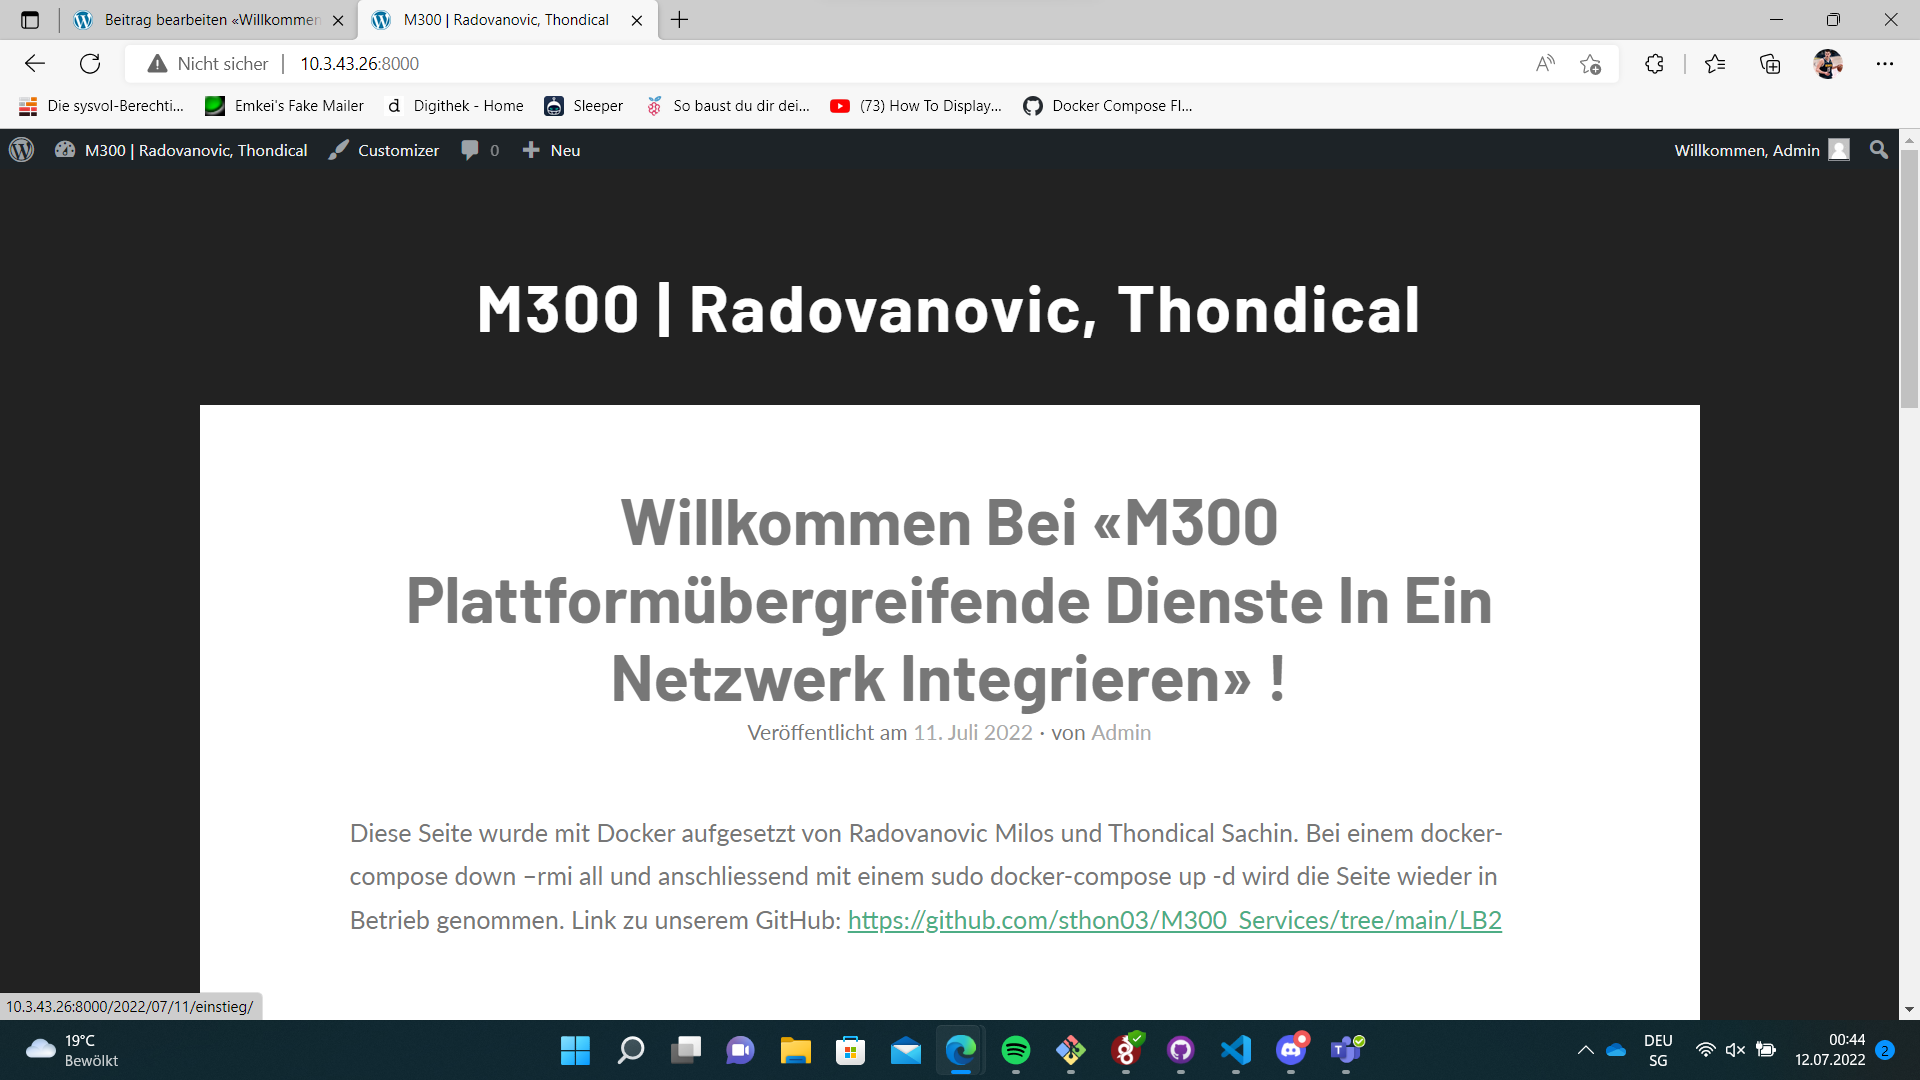 Beitrag bearbeiten «Willkommen
M300 | Radovanovic, Thondical
Nicht sicher
10.3.43.26:8000
Die sysvol-Berechti...
Emkei's Fake Mailer
Digithek - Home
Sleeper
So baust du dir dei...
(73) How To Display...
Docker Compose Fl...
M300 | Radovanovic, Thondical
Customizer
0
Neu
Willkommen, Admin
M300 | Radovanovic, Thondical
Willkommen Bei «M300
Plattformübergreifende Dienste In Ein
Netzwerk Integrieren» !
Veröffentlicht am 11. Juli 2022 · von Admin
Diese Seite wurde mit Docker aufgesetzt von Radovanovic Milos und Thondical Sachin. Bei einem docker-
compose down –rmi all und anschliessend mit einem sudo docker-compose up -d wird die Seite wieder in
Betrieb genommen. Link zu unserem GitHub: https://github.com/sthon03/M300_Services/tree/main/LB2
10.3.43.26:8000/2022/07/11/einstieg/
19°C
Bewölkt
DEU
SG
00:44
12.07.2022
2